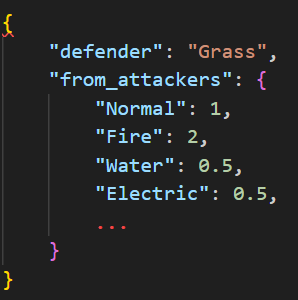 {
    "defender": "Grass",
    "from_attackers": {
        "Normal": 1,
        "Fire": 2,
        "Water": 0.5,
        "Electric": 0.5,
        ...
    }
}